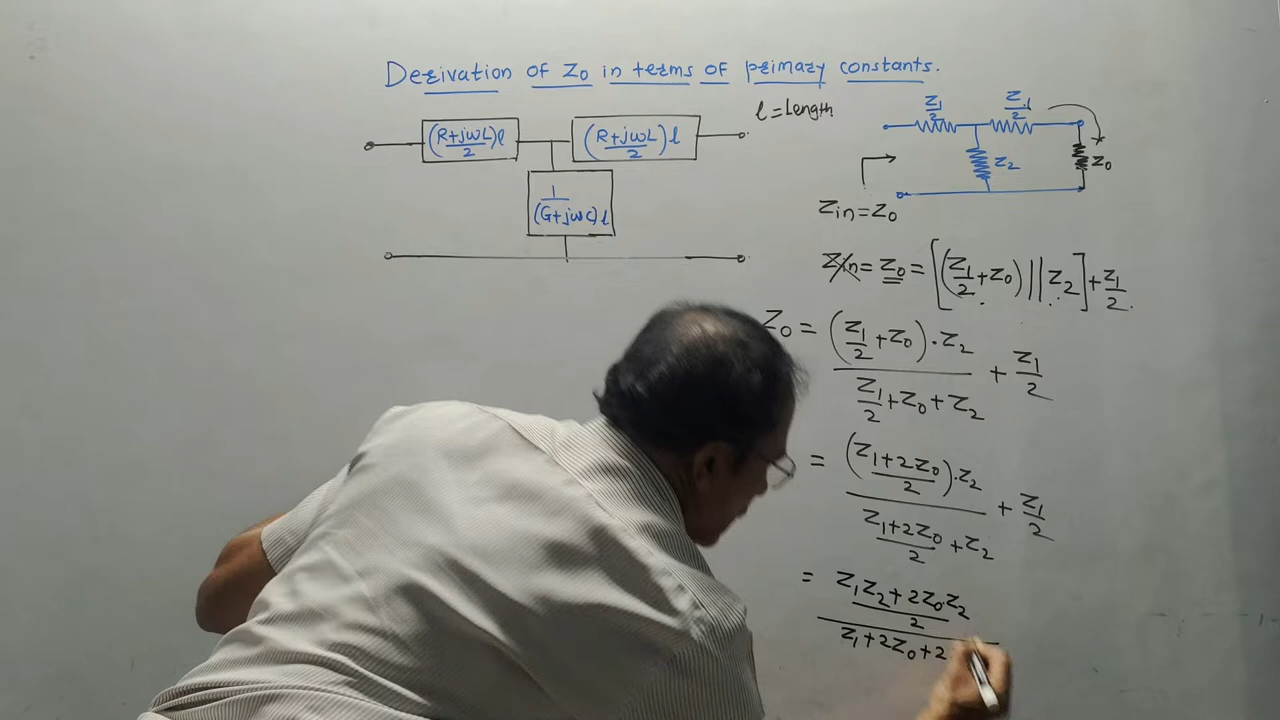 Derivation of Z0 in terms of primary constants.
l = Length
(R+jωL)/2)l
(R+jωL)/2)l
1/(G+jωC)l
Z1/2
Z1/2
Z2
Z0
Zin = Z0
Zin = Z0 = [(Z1/2 + Z0) || Z2] + Z1/2
Z0 = (Z1/2 + Z0) · Z2 / (Z1/2 + Z0 + Z2) + Z1/2
= ((Z1 + 2Z0)/2) · Z2 / ((Z1 + 2Z0)/2 + Z2) + Z1/2
= (Z1Z2 + 2Z0Z2)/2 / Z1 + 2Z0 + 2